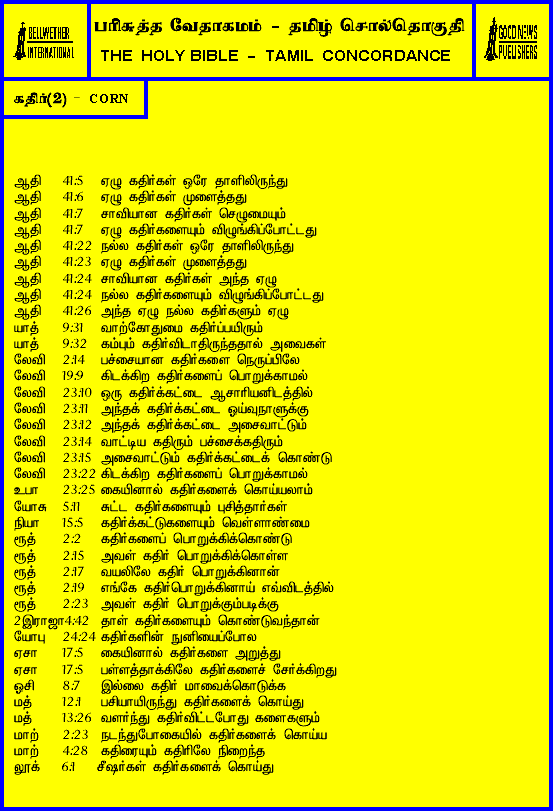 BELLWETHER
INTERNATIONAL
பரிசுத்த வேதாகமம் - தமிழ் சொல்தொகுதி
THE HOLY BIBLE - TAMIL CONCORDANCE
GOOD NEWS
PUBLISHERS
கதிர்(2) - CORN
ஆதி 41:5 ஏழு கதிர்கள் ஒரே தாளிலிருந்து
ஆதி 41:6 ஏழு கதிர்கள் முளைத்தது
ஆதி 41:7 சாவியான கதிர்கள் செழுமையும்
ஆதி 41:7 ஏழு கதிர்களையும் விழுங்கிப்போட்டது
ஆதி 41:22 நல்ல கதிர்கள் ஒரே தாளிலிருந்து
ஆதி 41:23 ஏழு கதிர்கள் முளைத்தது
ஆதி 41:24 சாவியான கதிர்கள் அந்த ஏழு
ஆதி 41:24 நல்ல கதிர்களையும் விழுங்கிப்போட்டது
ஆதி 41:26 அந்த ஏழு நல்ல கதிர்களும் ஏழு
யாத் 9:31 வாற்கோதுமை கதிர்ப்பயிரும்
யாத் 9:32 கம்பும் கதிர்விடாதிருந்ததால் அவைகள்
லேவி 2:14 பச்சையான கதிர்களை நெருப்பிலே
லேவி 19:9 கிடக்கிற கதிர்களைப் பொறுக்காமல்
லேவி 23:10 ஒரு கதிர்க்கட்டை ஆசாரியனிடத்தில்
லேவி 23:11 அந்தக் கதிர்க்கட்டை ஓய்வுநாளுக்கு
லேவி 23:12 அந்தக் கதிர்க்கட்டை அசைவாட்டும்
லேவி 23:14 வாட்டிய கதிரும் பச்சைக்கதிரும்
லேவி 23:15 அசைவாட்டும் கதிர்க்கட்டைக் கொண்டு
லேவி 23:22 கிடக்கிற கதிர்களைப் பொறுக்காமல்
உபா 23:25 கையினால் கதிர்களைக் கொய்யலாம்
யோசு 5:11 சுட்ட கதிர்களையும் புசித்தார்கள்
நியா 15:5 கதிர்க்கட்டுகளையும் வெள்ளாண்மை
ரூத் 2:2 கதிர்களைப் பொறுக்கிக்கொண்டு
ரூத் 2:15 அவள் கதிர் பொறுக்கிக்கொள்ள
ரூத் 2:17 வயலிலே கதிர் பொறுக்கினாள்
ரூத் 2:19 எங்கே கதிர்பொறுக்கினாய் எவ்விடத்தில்
ரூத் 2:23 அவள் கதிர் பொறுக்கும்படிக்கு
2இராஜா4:42 தாள் கதிர்களையும் கொண்டுவந்தான்
யோபு 24:24 கதிர்களின் நுனியைப்போல
ஏசா 17:5 கையினால் கதிர்களை அறுத்து
ஏசா 17:5 பள்ளத்தாக்கிலே கதிர்களைச் சேர்க்கிறது
ஓசி 8:7 இல்லை கதிர் மாவைக்கொடுக்க
மத் 12:1 பசியாயிருந்து கதிர்களைக் கொய்து
மத் 13:26 வளர்ந்து கதிர்விட்டபோது களைகளும்
மாற் 2:23 நடந்துபோகையில் கதிர்களைக் கொய்ய
மாற் 4:28 கதிரையும் கதிரிலே நிறைந்த
லூக் 6:1 சீஷர்கள் கதிர்களைக் கொய்து